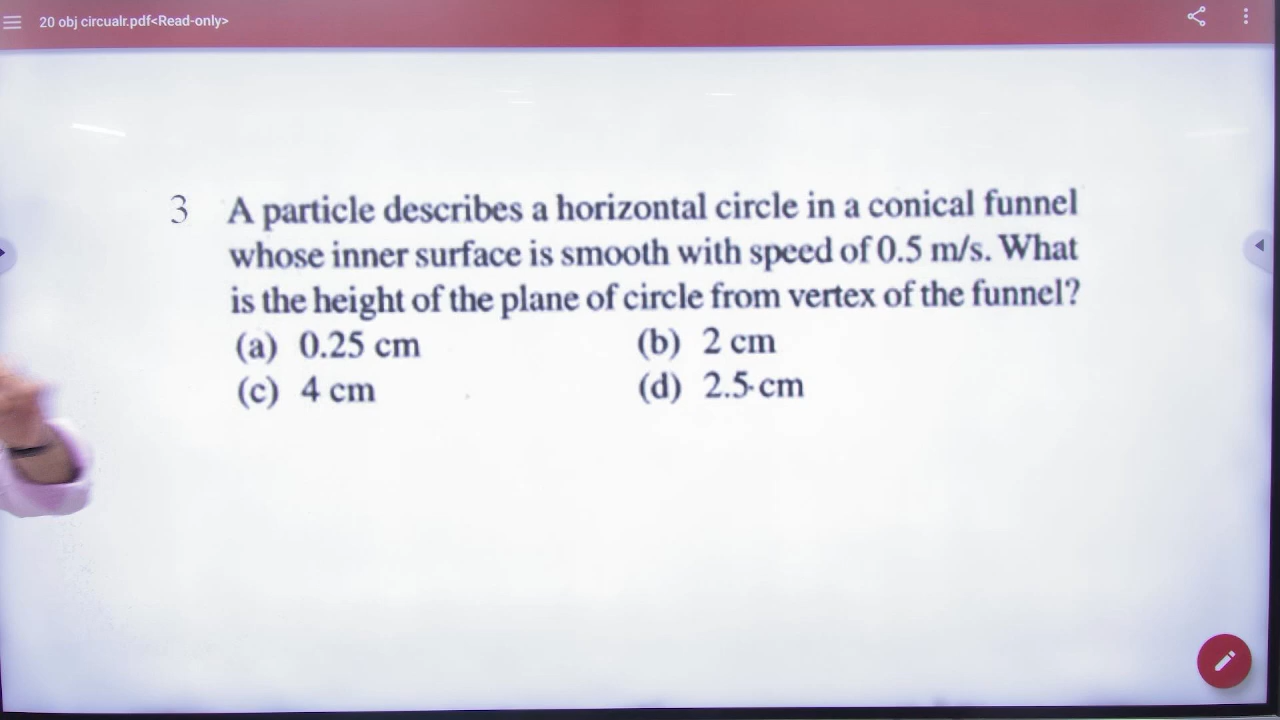 20 obj circualr.pdf<Read-only>
3 A particle describes a horizontal circle in a conical funnel
whose inner surface is smooth with speed of 0.5 m/s. What
is the height of the plane of circle from vertex of the funnel?
(a) 0.25 cm (b) 2 cm
(c) 4 cm (d) 2.5 cm